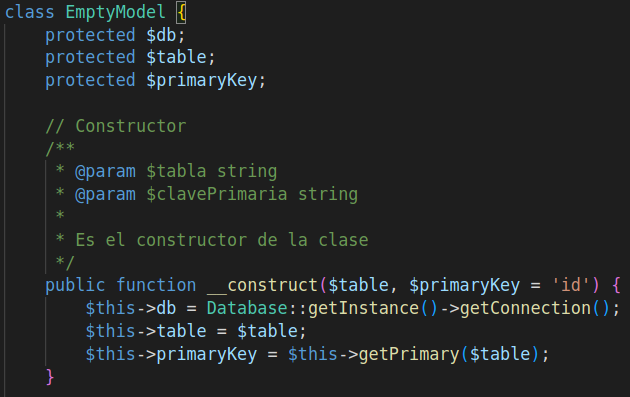 class EmptyModel {
protected $db;
protected $table;
protected $primaryKey;
// Constructor
/**
* @param $tabla string
* @param $clavePrimaria string
*
* Es el constructor de la clase
*/
public function __construct($table, $primaryKey = 'id') {
$this->db = Database::getInstance()->getConnection();
$this->table = $table;
$this->primaryKey = $this->getPrimary($table);
}